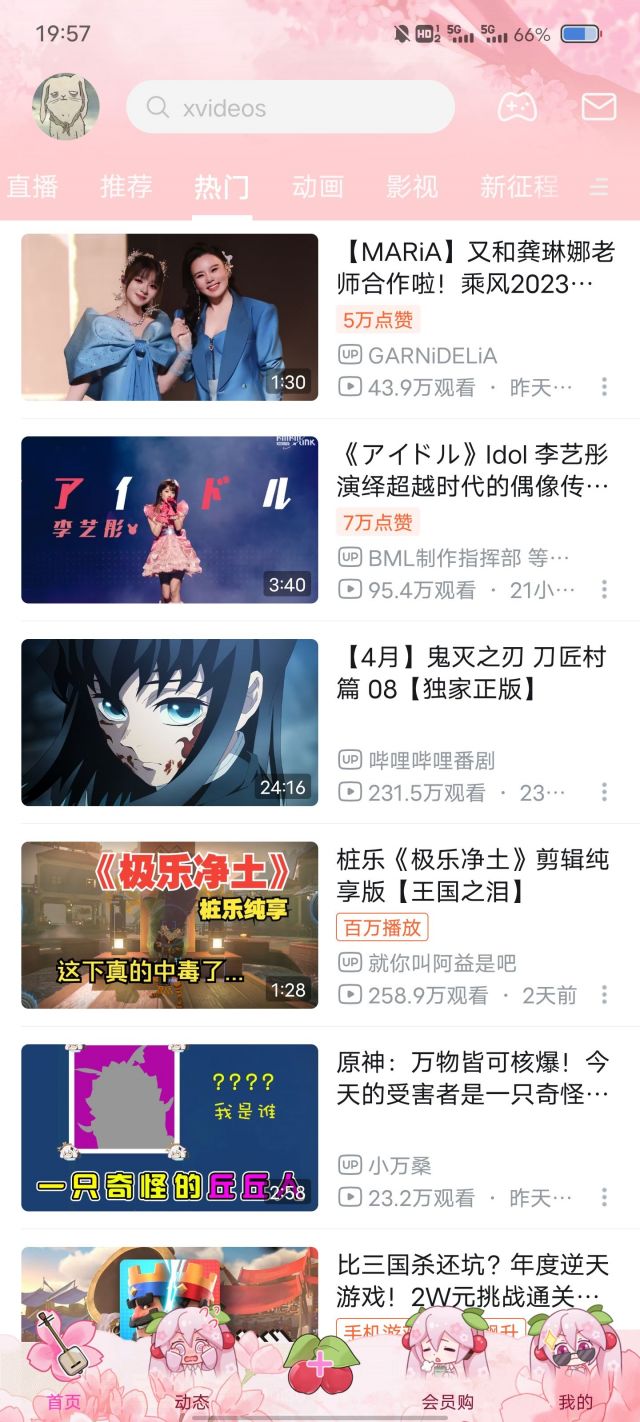 19:57
HD 1 2 5G 5G 66%
xvideos
直播 推荐 热门 动画 影视 新征程
1:30
【MARiA】又和龚琳娜老
师合作啦！乘风2023…
5万点赞
UP GARNiDELiA
43.9万观看 · 昨天…
アイドル
李艺彤
3:40
《アイドル》Idol 李艺彤
演绎超越时代的偶像传…
7万点赞
UP BML制作指挥部 等…
95.4万观看 · 21小…
24:16
【4月】鬼灭之刃 刀匠村
篇 08【独家正版】
UP 哔哩哔哩番剧
231.5万观看 · 23…
《极乐净土》
桩乐纯享
这下真的中毒了...
1:28
桩乐《极乐净土》剪辑纯
享版【王国之泪】
百万播放
UP 就你叫阿益是吧
258.9万观看 · 2天前
????
我是谁
一只奇怪的丘丘人
2:58
原神：万物皆可核爆！今
天的受害者是一只奇怪…
UP 小万桑
23.2万观看 · 昨天…
比三国杀还坑？年度逆天
游戏！2W元挑战通关…
手机游
飙升
首页 动态 会员购 我的